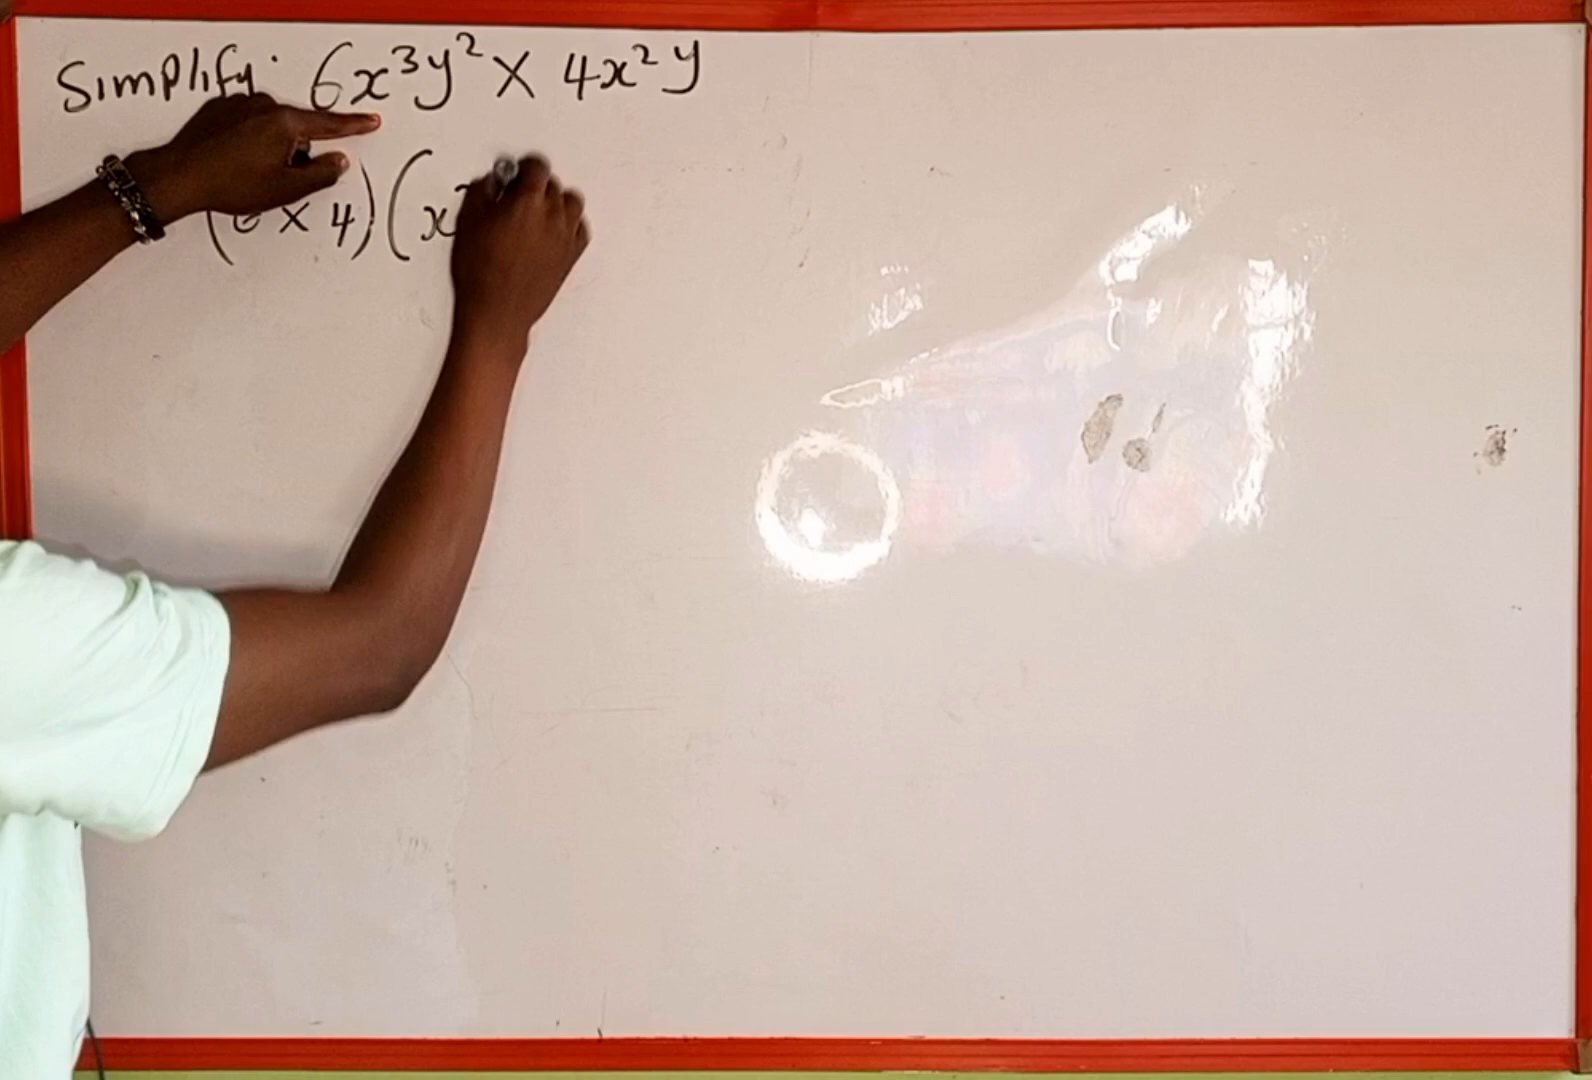 Simplify: 6x³y² × 4x²y
(6 × 4)(x